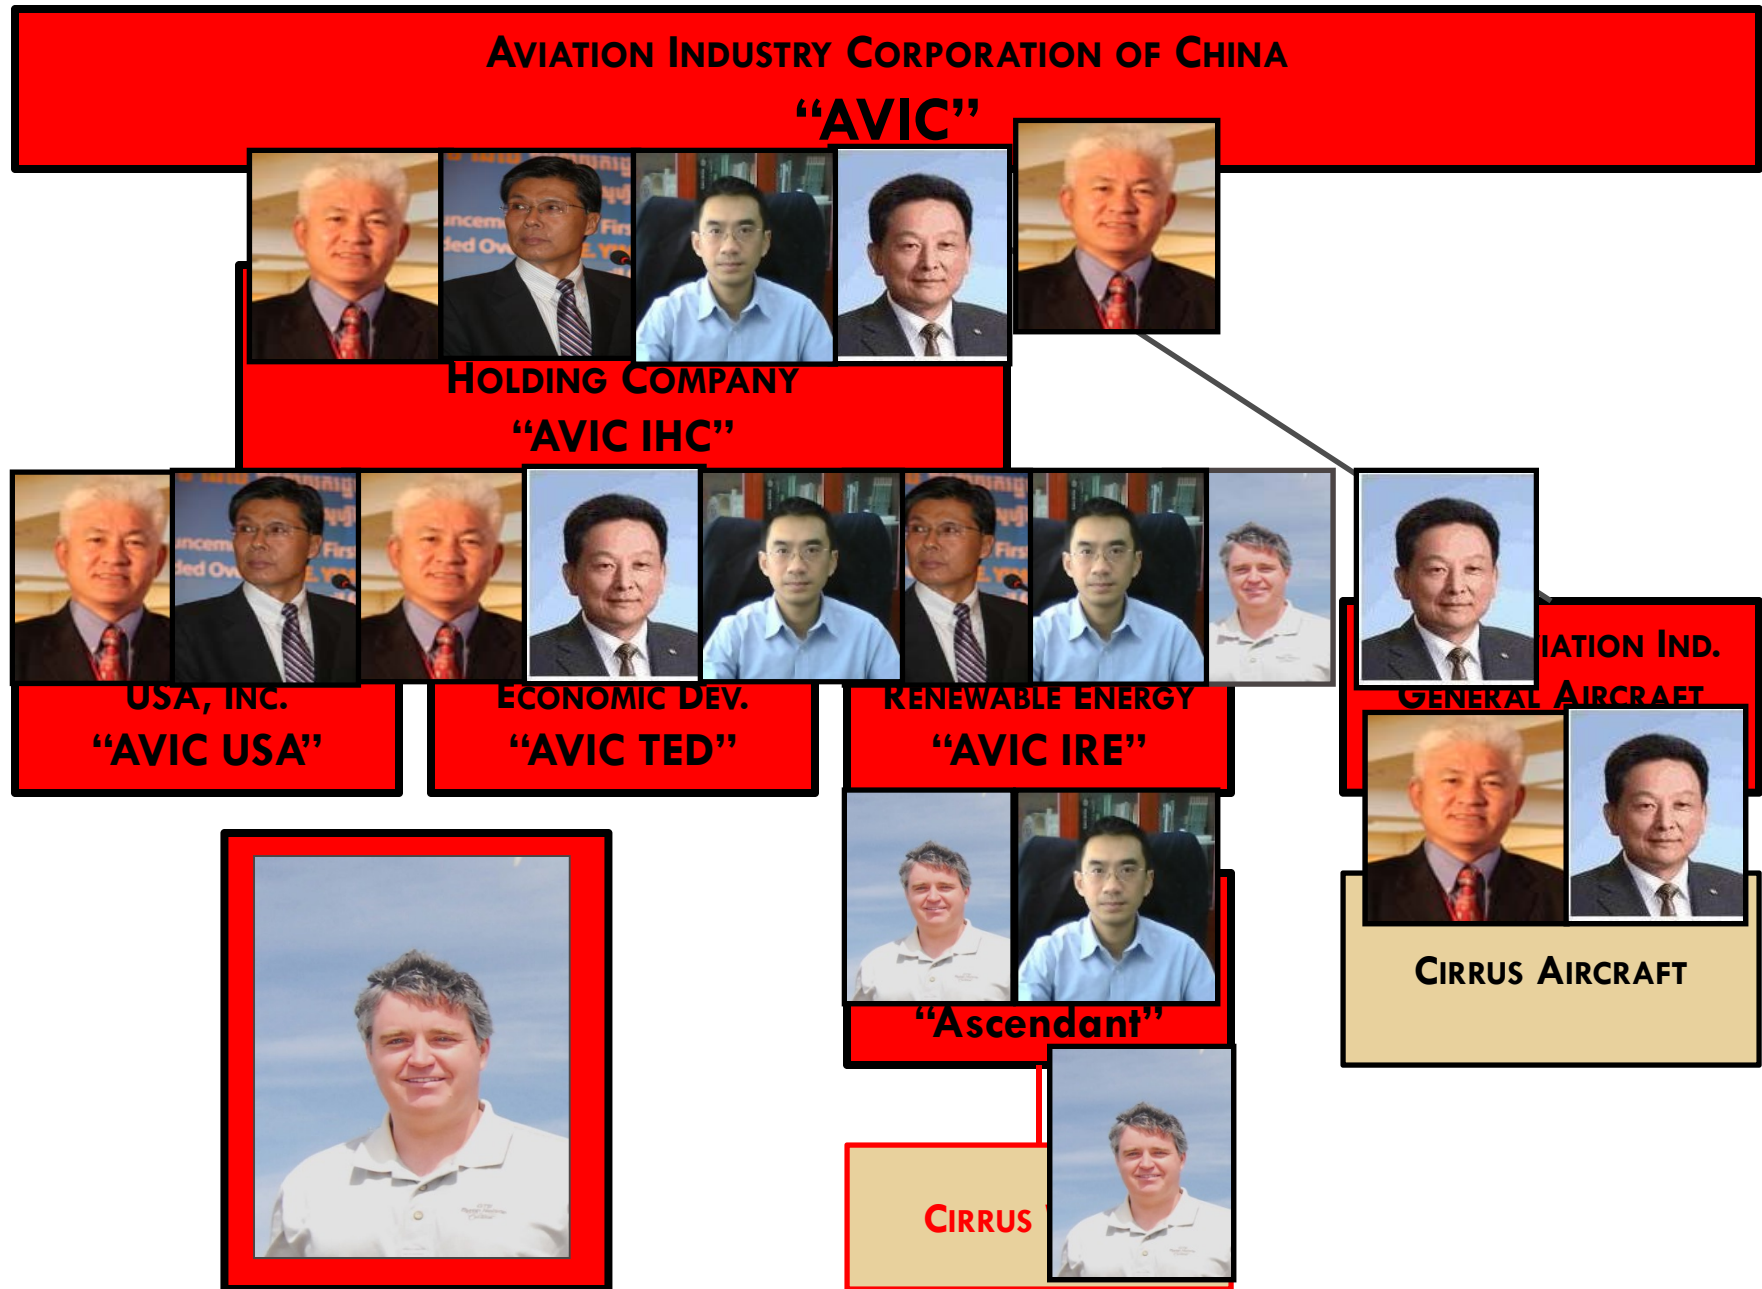 AVIATION INDUSTRY CORPORATION OF CHINA
“AVIC”
HOLDING COMPANY
“AVIC IHC”
USA, INC.
“AVIC USA”
ECONOMIC DEV.
“AVIC TED”
RENEWABLE ENERGY
“AVIC IRE”
IND.
GENERAL AIRCRAFT
“Ascendant”
CIRRUS AIRCRAFT
CIRRUS